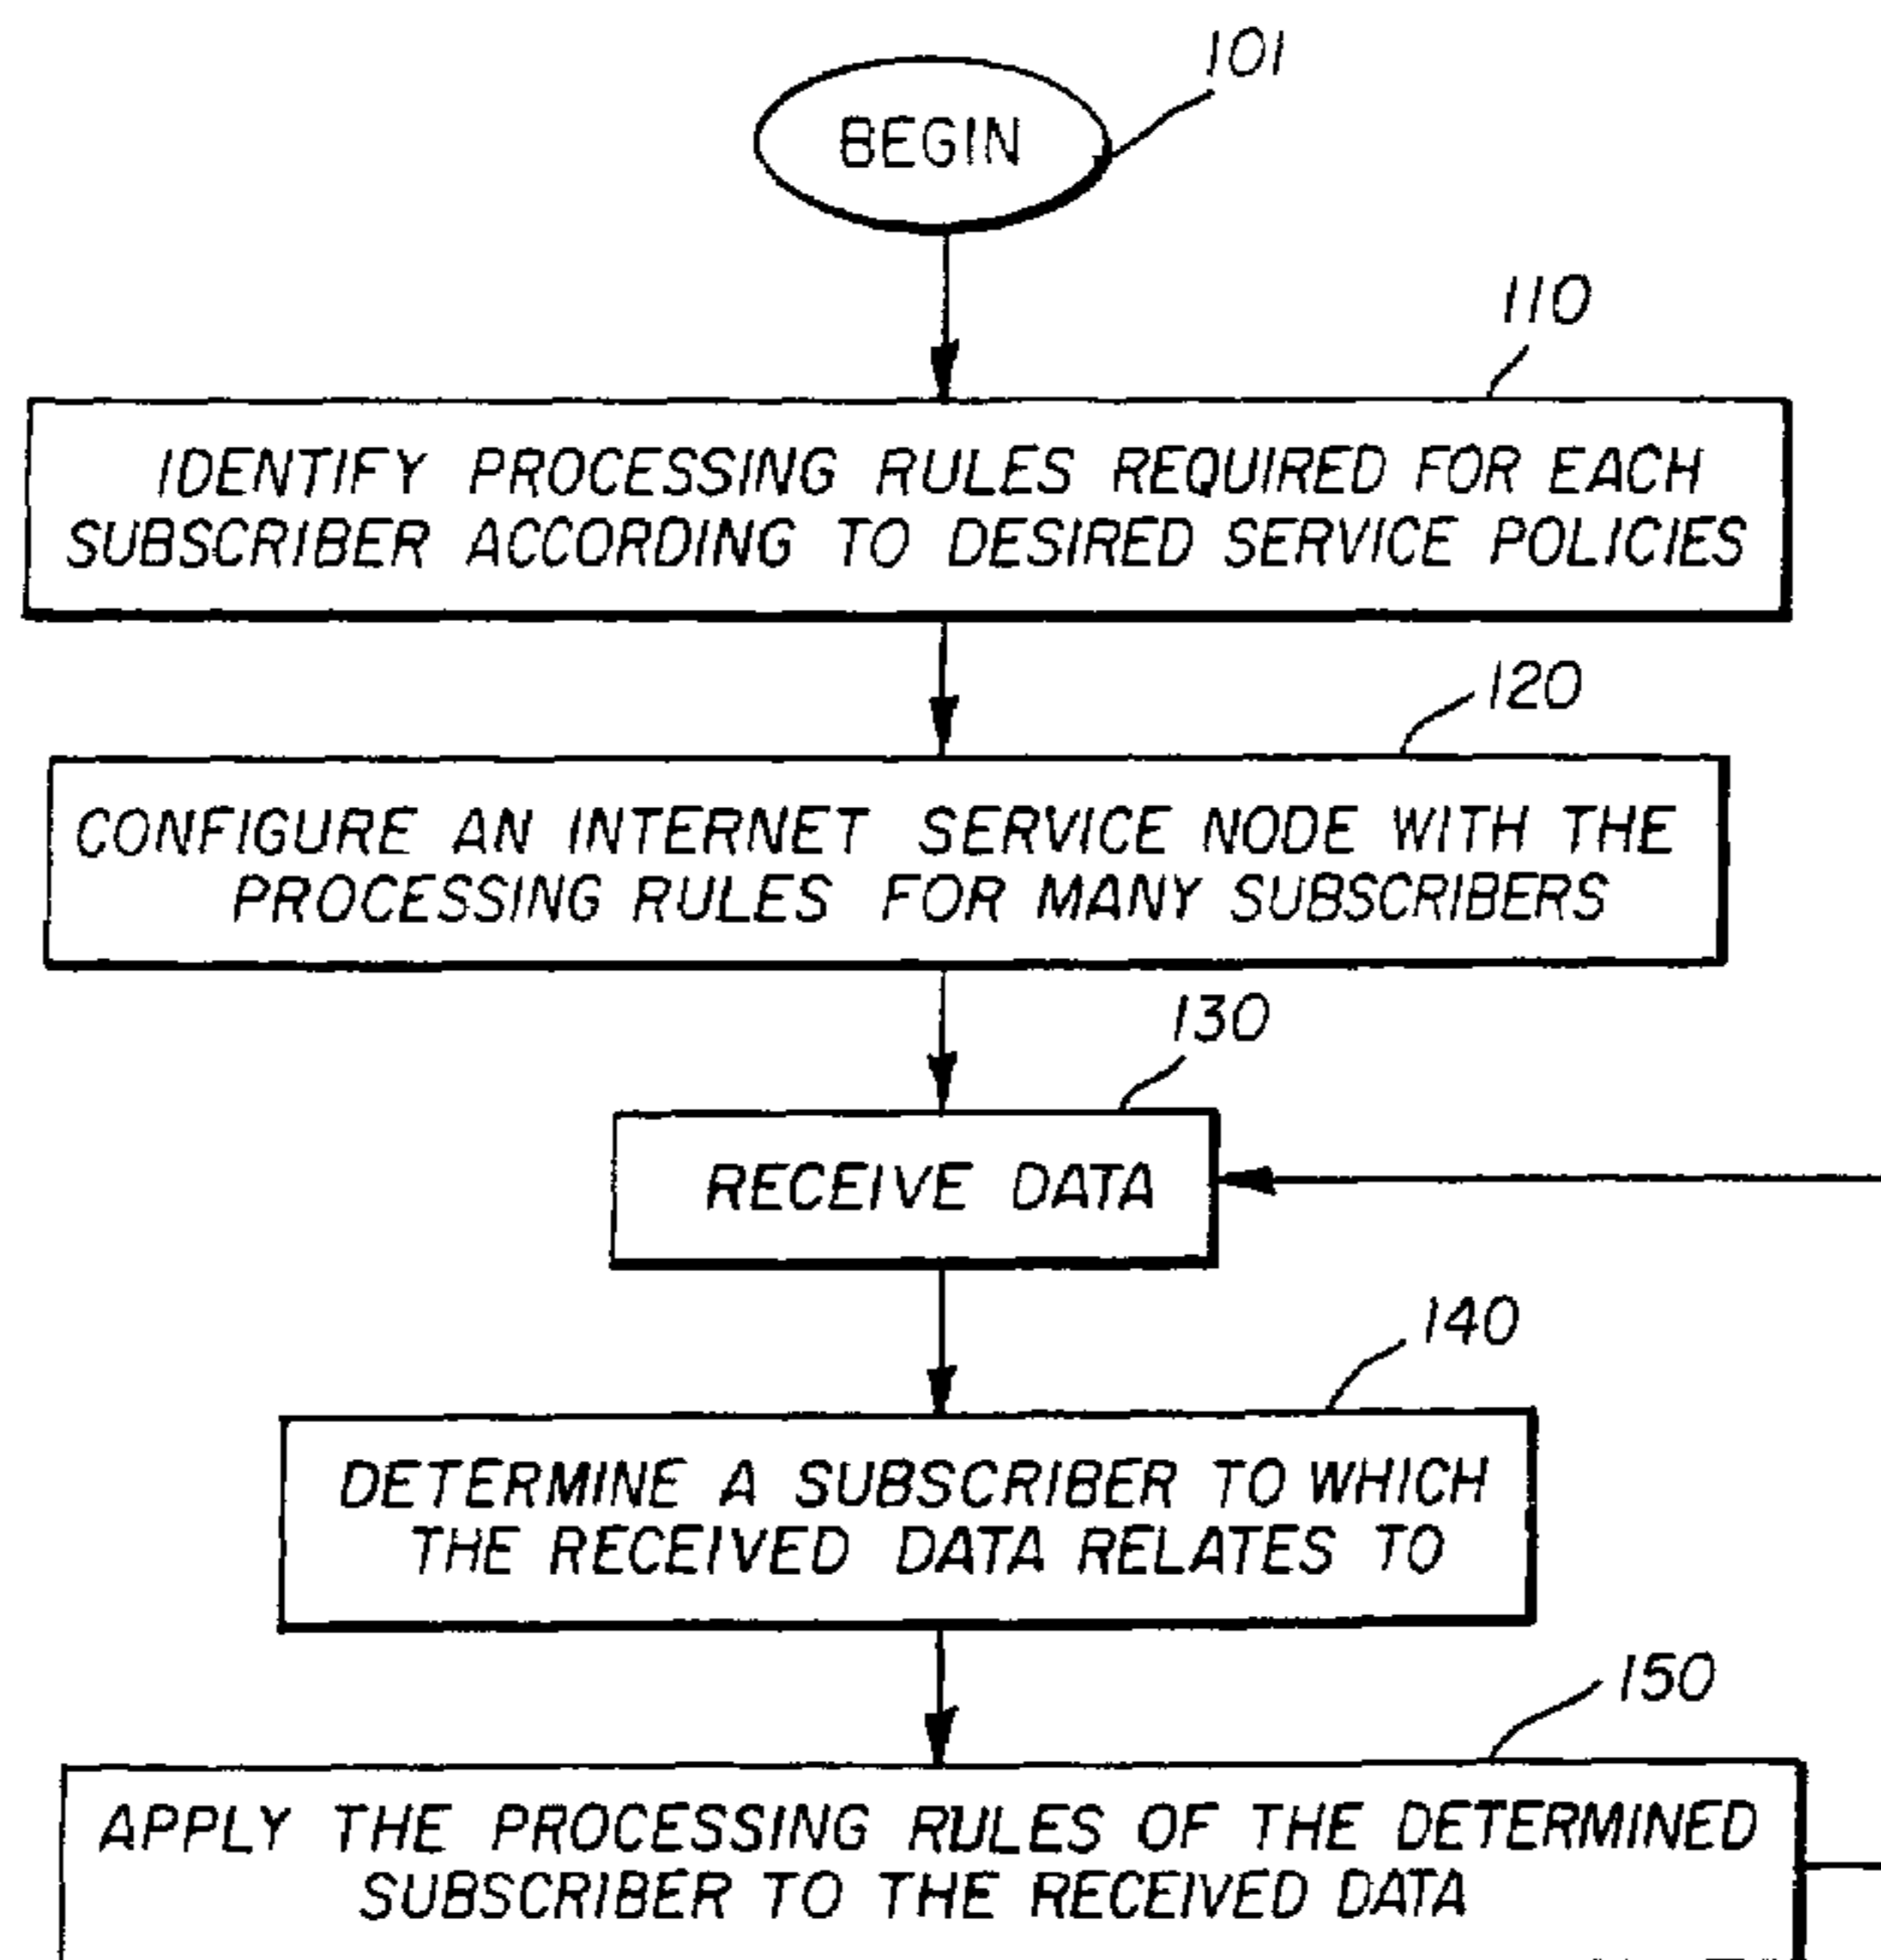 101
BEGIN
110
IDENTIFY PROCESSING RULES REQUIRED FOR EACH
SUBSCRIBER ACCORDING TO DESIRED SERVICE POLICIES
120
CONFIGURE AN INTERNET SERVICE NODE WITH THE
PROCESSING RULES FOR MANY SUBSCRIBERS
130
RECEIVE DATA
140
DETERMINE A SUBSCRIBER TO WHICH
THE RECEIVED DATA RELATES TO
150
APPLY THE PROCESSING RULES OF THE DETERMINED
SUBSCRIBER TO THE RECEIVED DATA